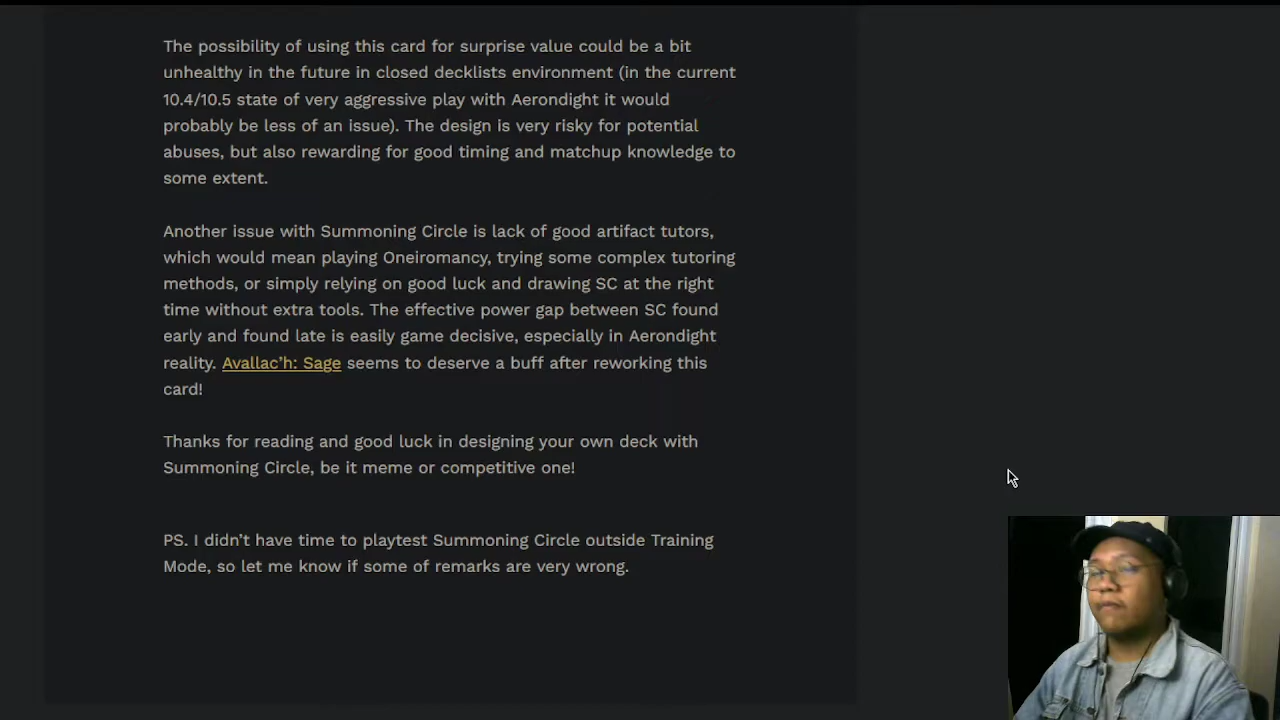 The possibility of using this card for surprise value could be a bit
unhealthy in the future in closed decklists environment (in the current
10.4/10.5 state of very aggressive play with Aerondight it would
probably be less of an issue). The design is very risky for potential
abuses, but also rewarding for good timing and matchup knowledge to
some extent.
Another issue with Summoning Circle is lack of good artifact tutors,
which would mean playing Oneiromancy, trying some complex tutoring
methods, or simply relying on good luck and drawing SC at the right
time without extra tools. The effective power gap between SC found
early and found late is easily game decisive, especially in Aerondight
reality. Avallac’h: Sage seems to deserve a buff after reworking this
card!
Thanks for reading and good luck in designing your own deck with
Summoning Circle, be it meme or competitive one!
PS. I didn’t have time to playtest Summoning Circle outside Training
Mode, so let me know if some of remarks are very wrong.